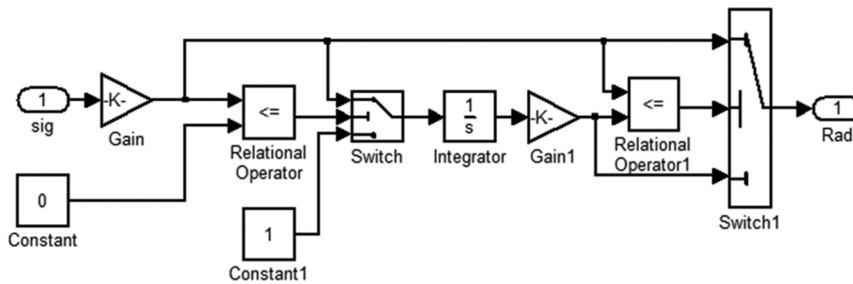 1
sig
-K-
Gain
0
Constant
<=
Relational
Operator
1
Constant1
Switch
1
s
Integrator
-K-
Gain1
<=
Relational
Operator1
Switch1
1
Rad